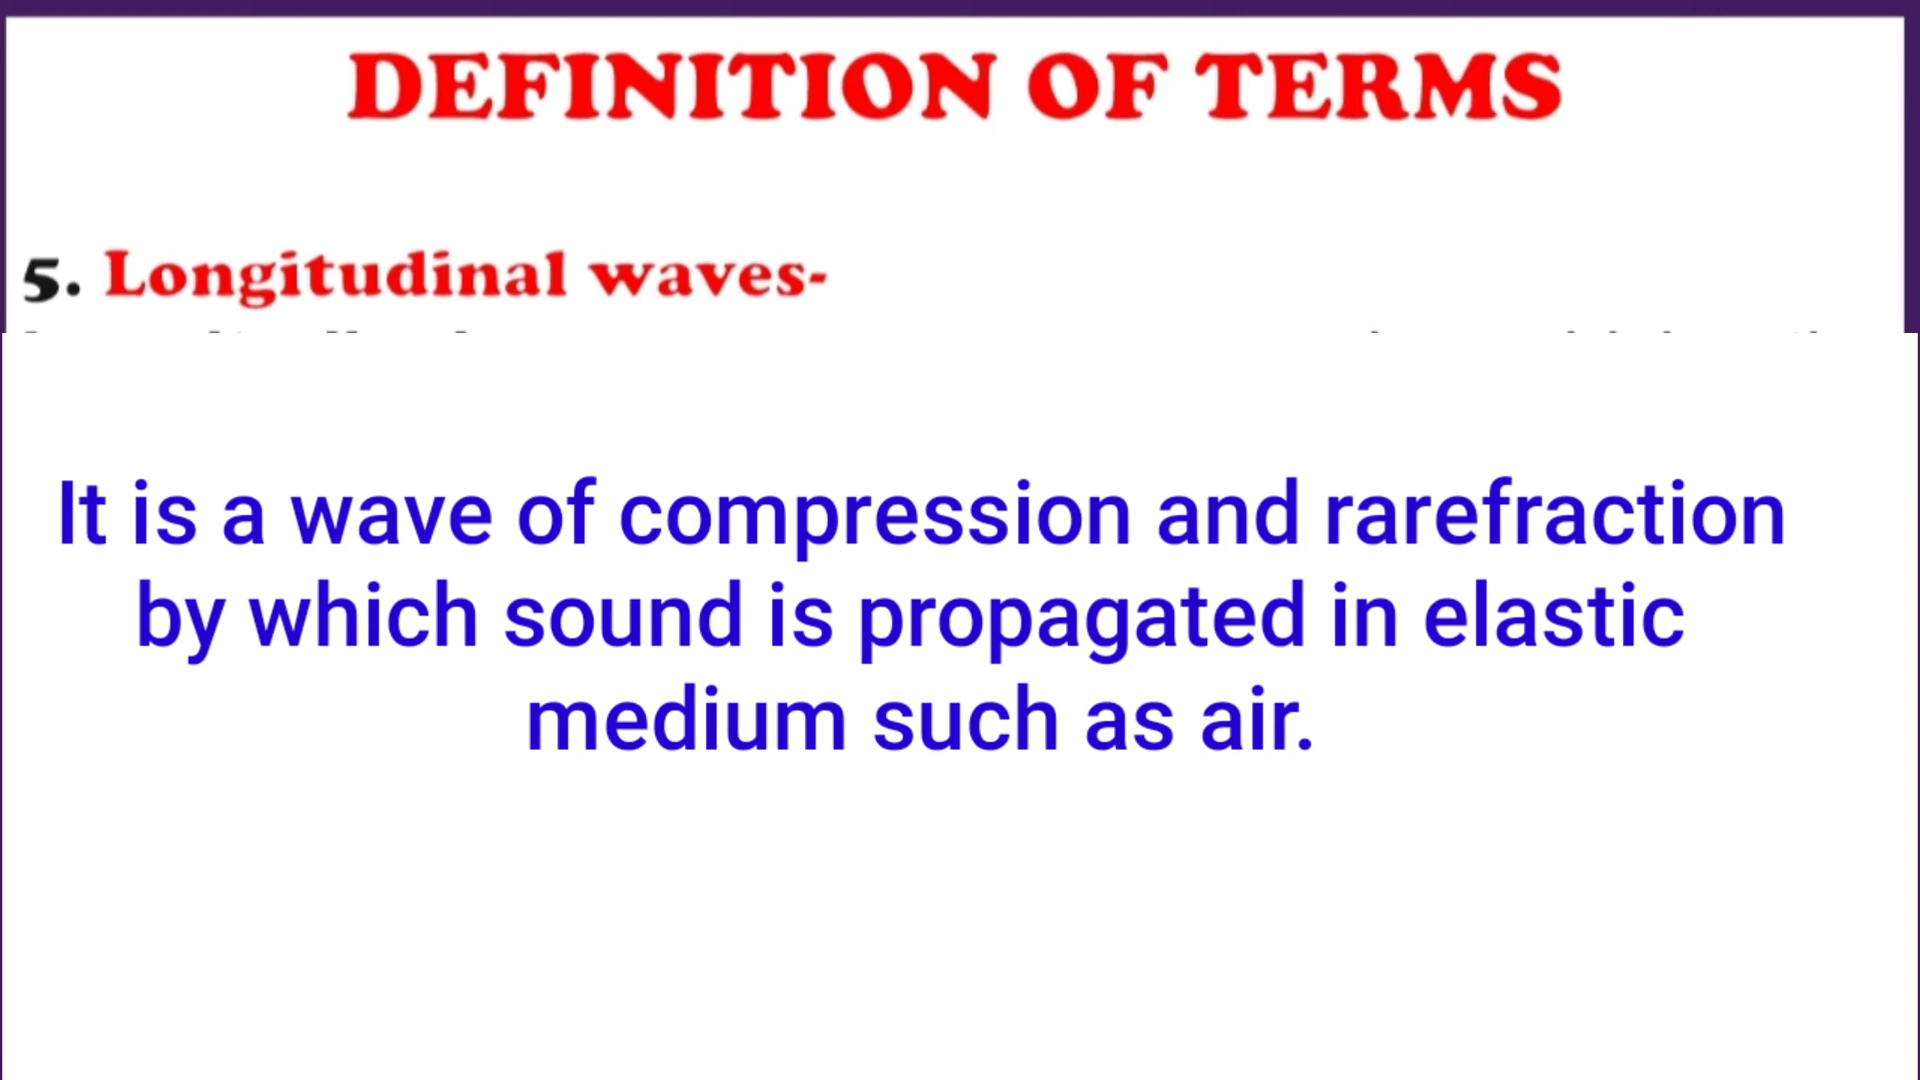 DEFINITION OF TERMS
5. Longitudinal waves-
It is a wave of compression and rarefraction
by which sound is propagated in elastic
medium such as air.